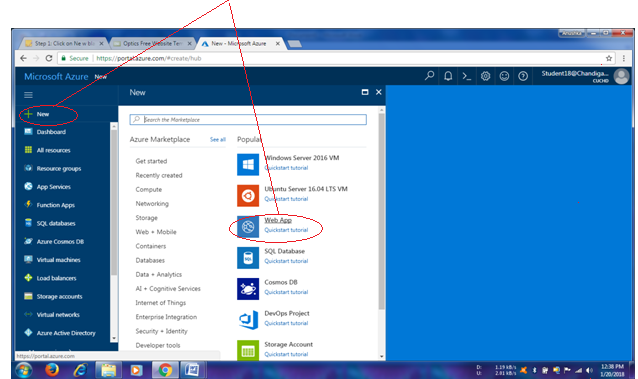 Anushka
Step 1: Click on file w blo
Optics Free Website Tem
New - Microsoft Azure
Secure
https://portal.azure.com/#create/hub
Microsoft Azure New
Student18@Chandiga...
CUCHD
New
Dashboard
All resources
Resource groups
App Services
Function Apps
SQL databases
Azure Cosmos DB
Virtual machines
Load balancers
Storage accounts
Virtual networks
Azure Active Directory
https://portal.azure.com
New
Search the Marketplace
Azure Marketplace
See all
Get started
Recently created
Compute
Networking
Storage
Web + Mobile
Containers
Databases
Data + Analytics
AI + Cognitive Services
Internet of Things
Enterprise Integration
Security + Identity
Developer tools
Popular
Windows Server 2016 VM
Quickstart tutorial
Ubuntu Server 16.04 LTS VM
Quickstart tutorial
Web App
Quickstart tutorial
SQL Database
Quickstart tutorial
Cosmos DB
Quickstart tutorial
DevOps Project
Quickstart tutorial
Storage Account
Quickstart tutorial
D: 1.19 kB/s
U: 2.01 kB/s
12:38 PM
1/20/2018